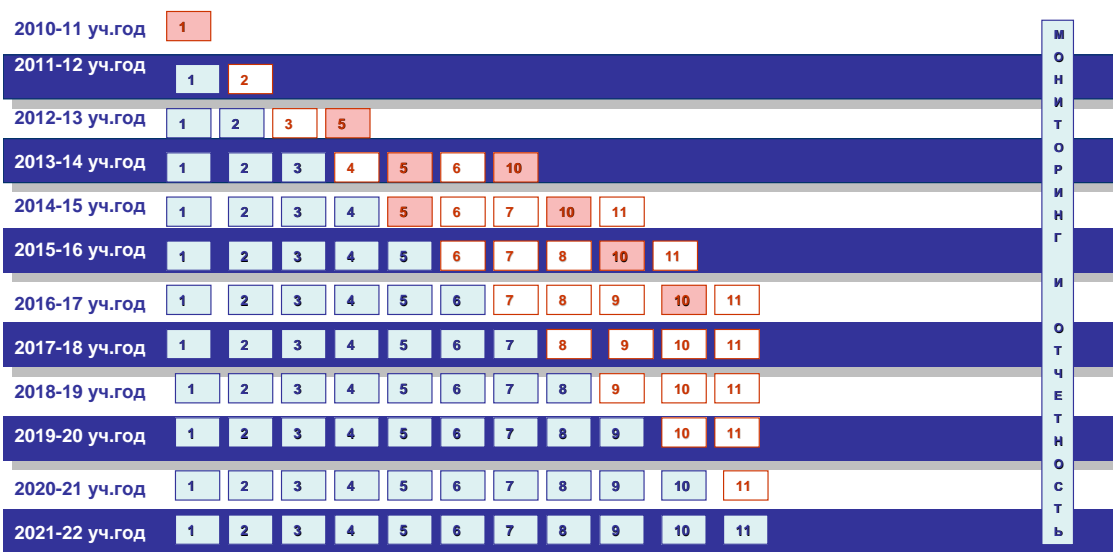 2010-11 уч.год 1
2011-12 уч.год 1 2
2012-13 уч.год 1 2 3 5
2013-14 уч.год 1 2 3 4 5 6 10
2014-15 уч.год 1 2 3 4 5 6 7 10 11
2015-16 уч.год 1 2 3 4 5 6 7 8 10 11
2016-17 уч.год 1 2 3 4 5 6 7 8 9 10 11
2017-18 уч.год 1 2 3 4 5 6 7 8 9 10 11
2018-19 уч.год 1 2 3 4 5 6 7 8 9 10 11
2019-20 уч.год 1 2 3 4 5 6 7 8 9 10 11
2020-21 уч.год 1 2 3 4 5 6 7 8 9 10 11
2021-22 уч.год 1 2 3 4 5 6 7 8 9 10 11
МОНИТОРИНГ И ОТЧЕТНОСТЬ